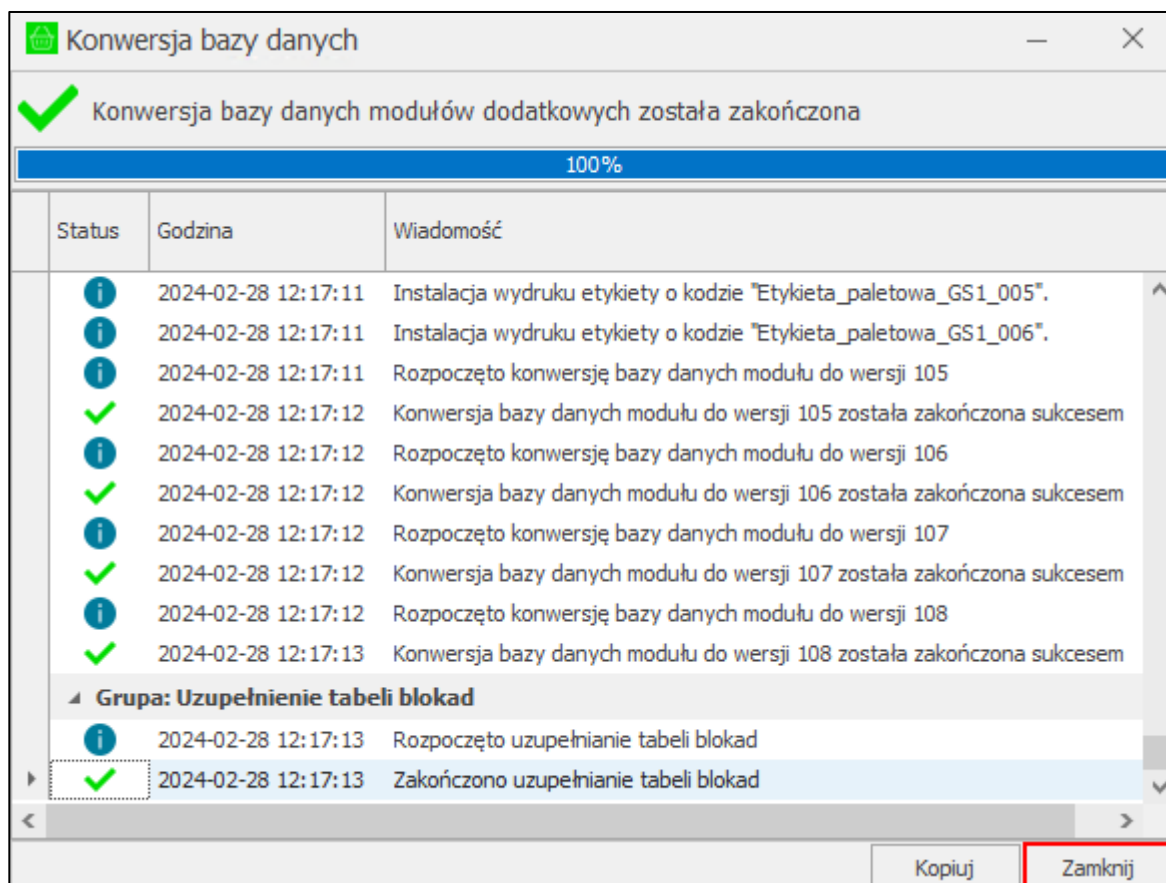 Konwersja bazy danych
Konwersja bazy danych modułów dodatkowych została zakończona
100%
Status Godzina Wiadomość
2024-02-28 12:17:11 Instalacja wydruku etykiety o kodzie "Etykieta_paletowa_GS1_005".
2024-02-28 12:17:11 Instalacja wydruku etykiety o kodzie "Etykieta_paletowa_GS1_006".
2024-02-28 12:17:11 Rozpoczęto konwersję bazy danych modułu do wersji 105
2024-02-28 12:17:12 Konwersja bazy danych modułu do wersji 105 została zakończona sukcesem
2024-02-28 12:17:12 Rozpoczęto konwersję bazy danych modułu do wersji 106
2024-02-28 12:17:12 Konwersja bazy danych modułu do wersji 106 została zakończona sukcesem
2024-02-28 12:17:12 Rozpoczęto konwersję bazy danych modułu do wersji 107
2024-02-28 12:17:12 Konwersja bazy danych modułu do wersji 107 została zakończona sukcesem
2024-02-28 12:17:12 Rozpoczęto konwersję bazy danych modułu do wersji 108
2024-02-28 12:17:13 Konwersja bazy danych modułu do wersji 108 została zakończona sukcesem
Grupa: Uzupełnienie tabeli blokad
2024-02-28 12:17:13 Rozpoczęto uzupełnianie tabeli blokad
2024-02-28 12:17:13 Zakończono uzupełnianie tabeli blokad
Kopiuj Zamknij